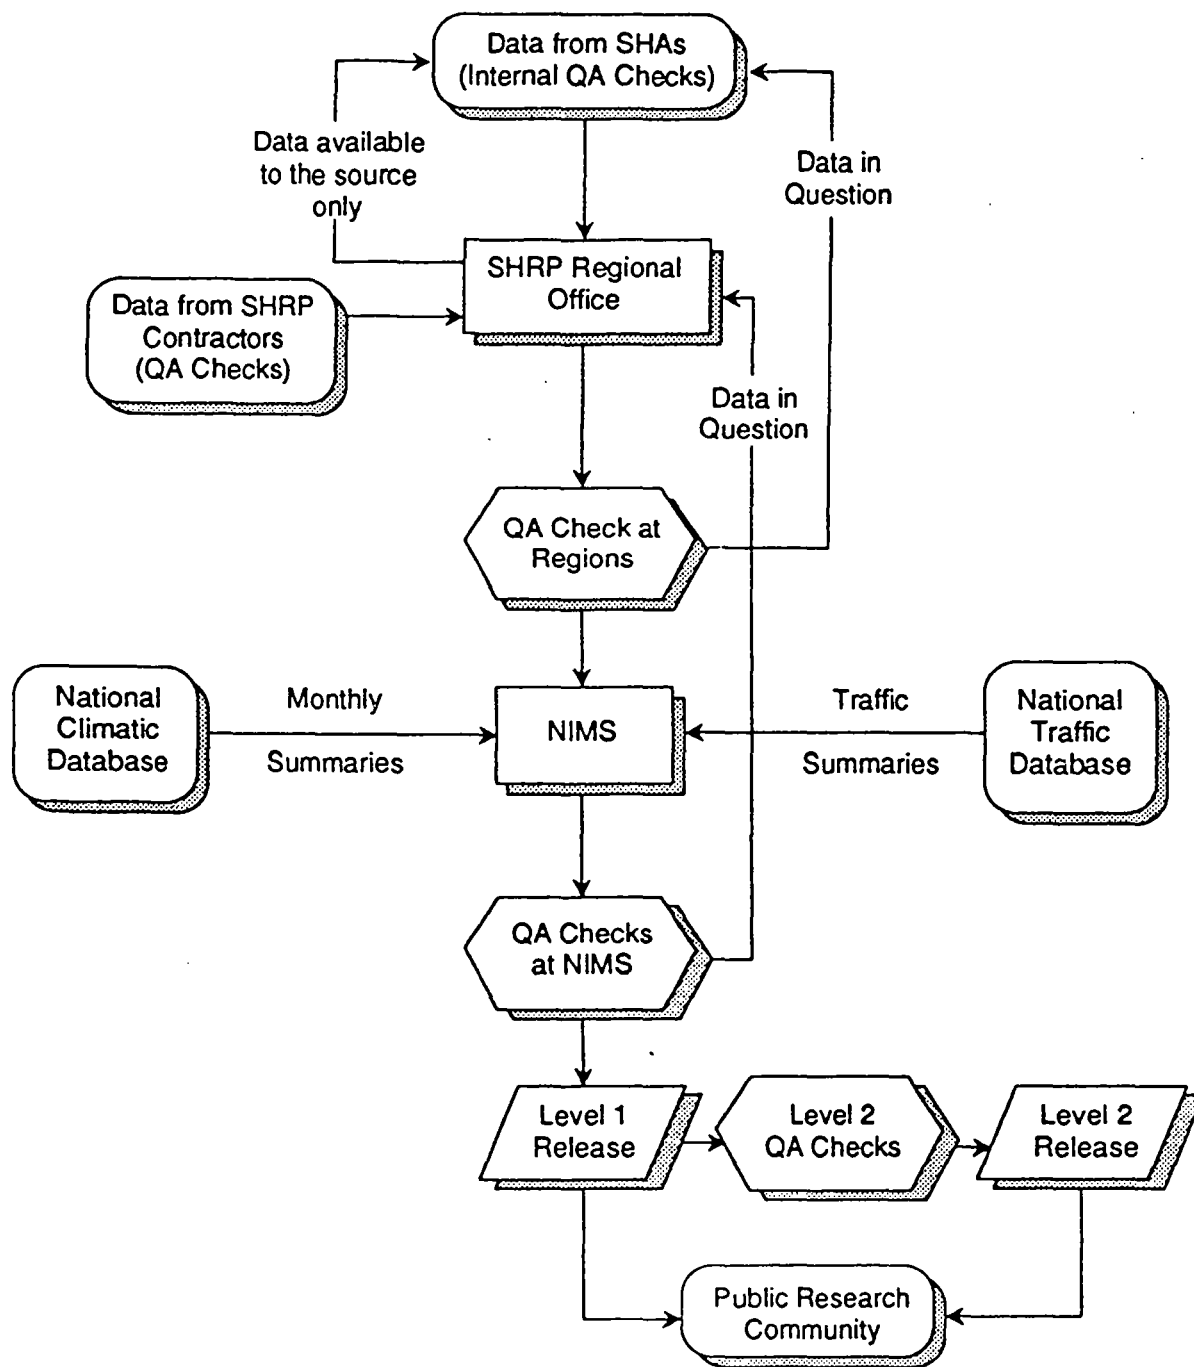 Data from SHAs
(Internal QA Checks)
Data available
to the source
only
Data in
Question
SHRP Regional
Office
Data from SHRP
Contractors
(QA Checks)
Data in
Question
QA Check at
Regions
National
Climatic
Database
Monthly
Summaries
NIMS
Traffic
Summaries
National
Traffic
Database
QA Checks
at NIMS
Level 1
Release
Level 2
QA Checks
Level 2
Release
Public Research
Community